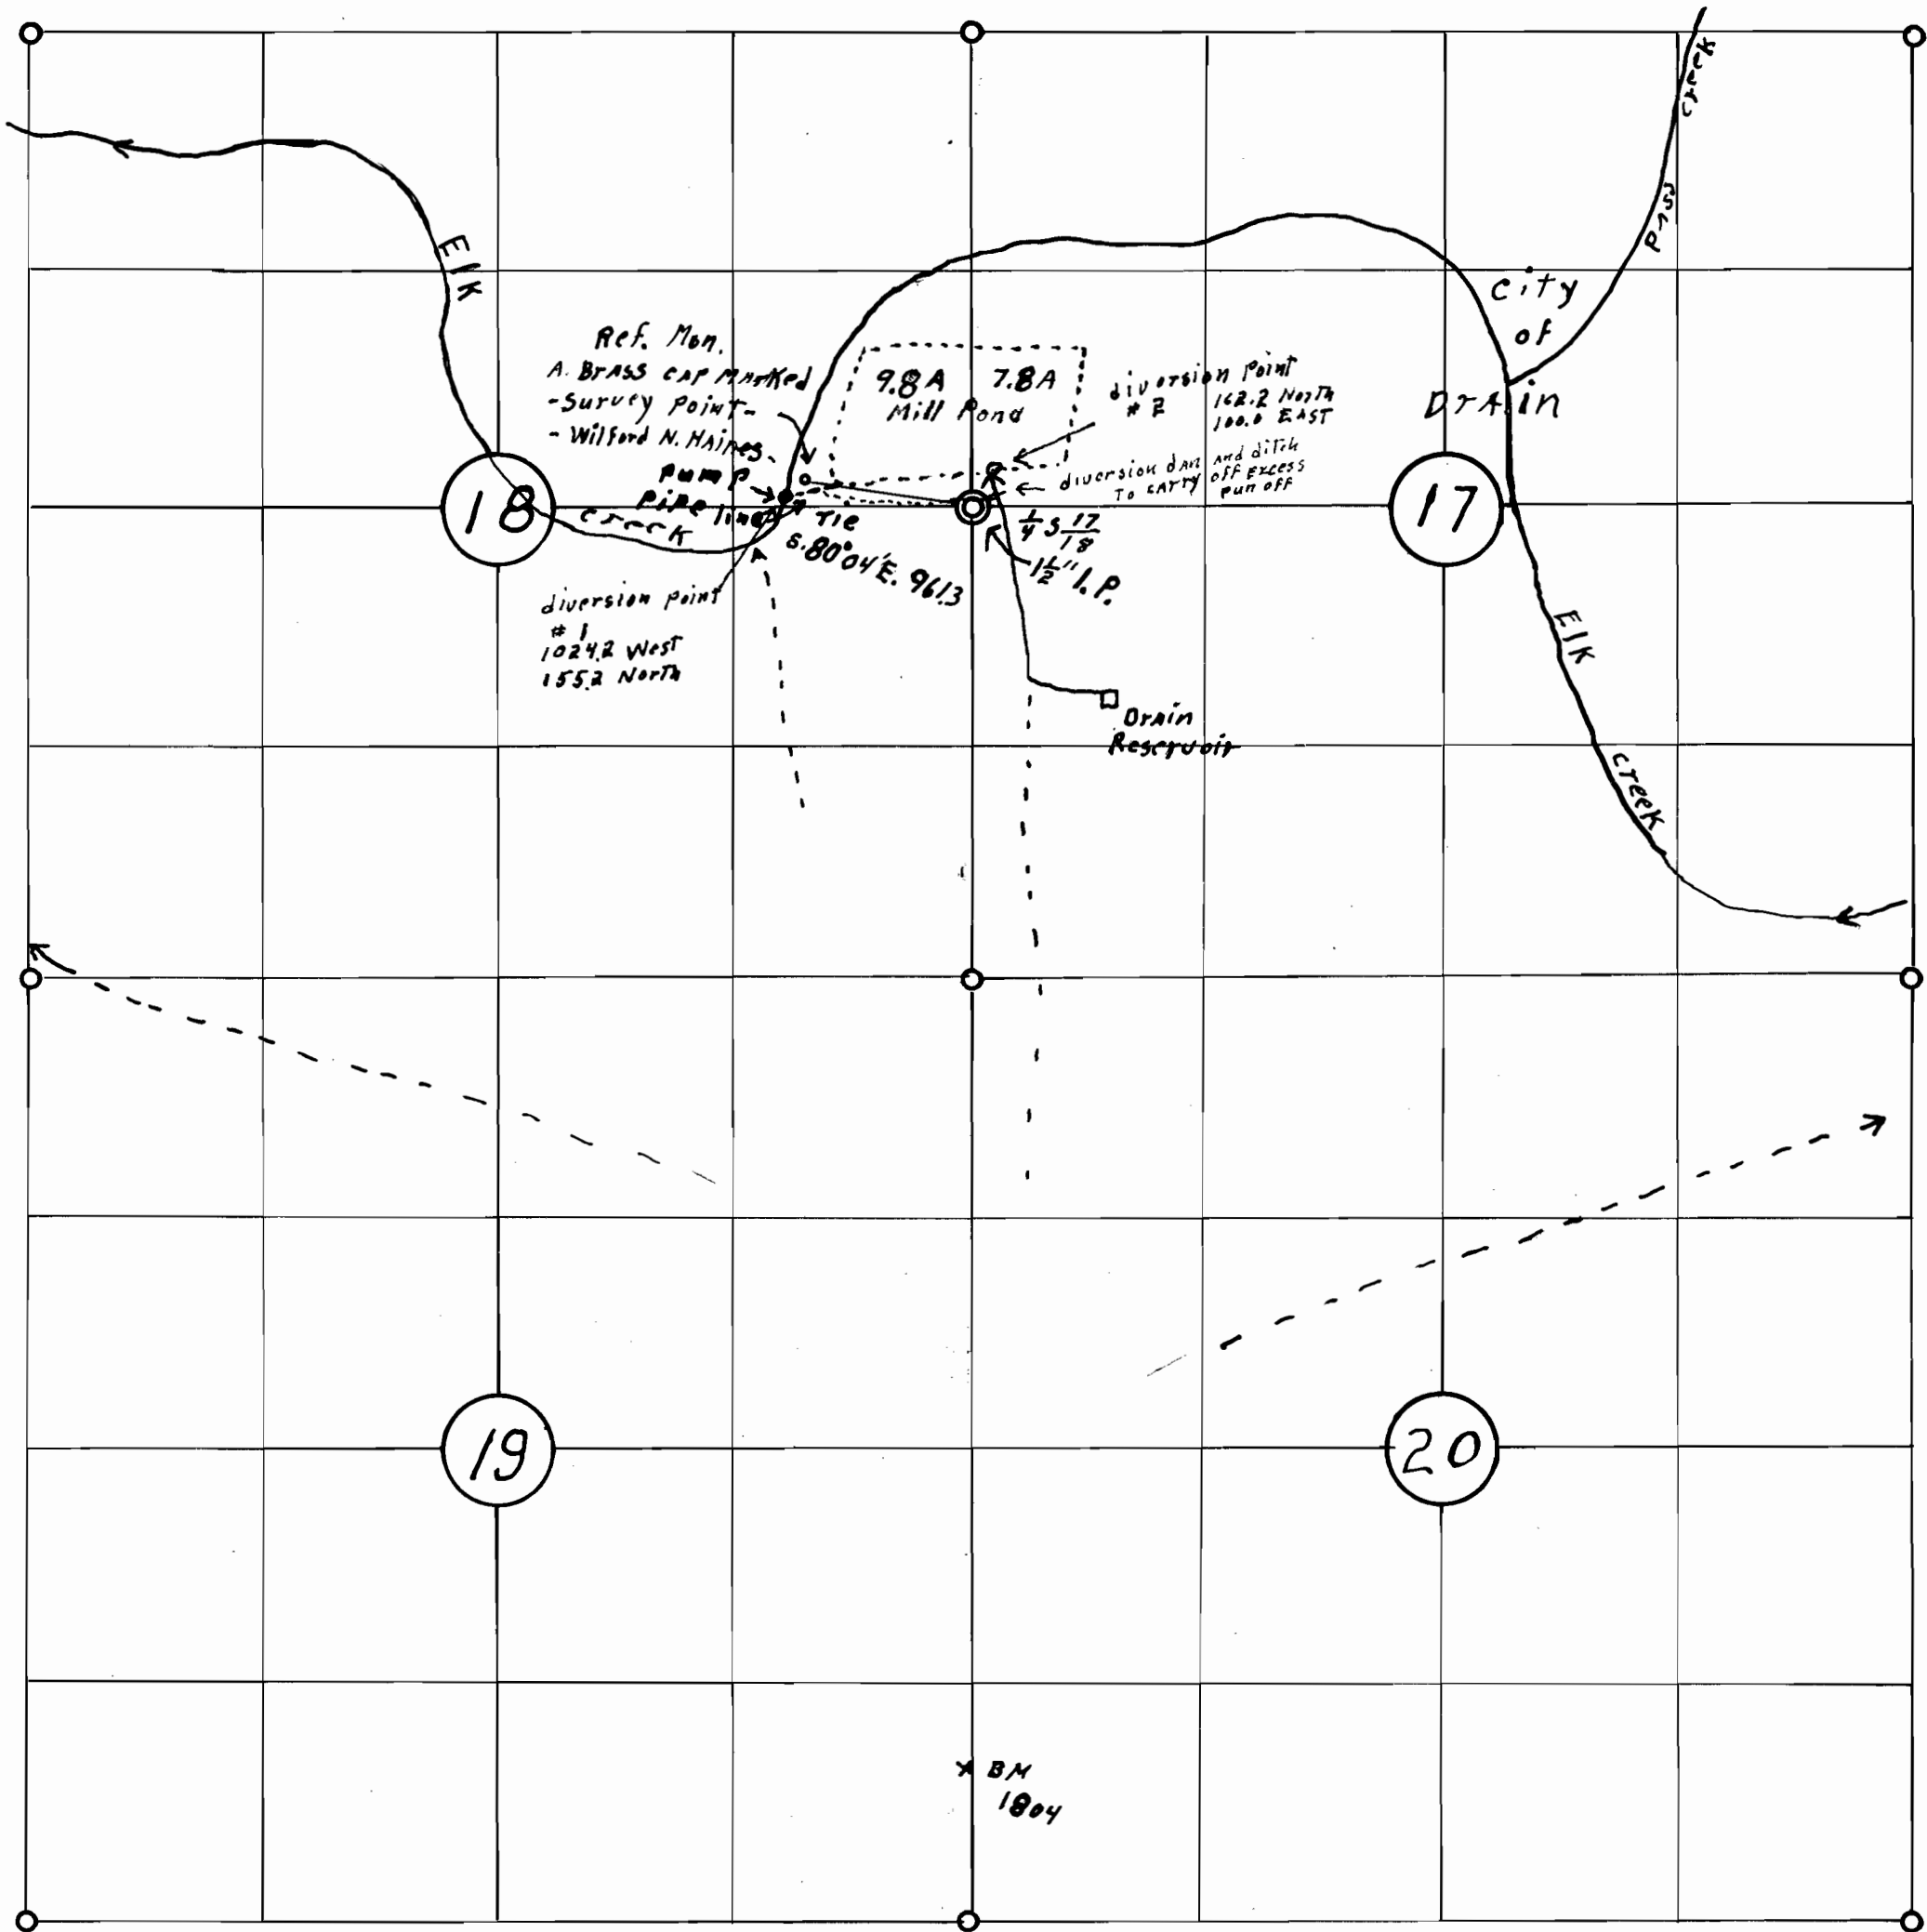 Creek
Pass
Elk
City
of
Drain
Ref. Mon.
A. Brass Cap Marked
-Survey Point-
- Wilford N. Haines-
9.8A 7.8A
Mill Pond
diversion Point
# 2 162.2 North
100.0 East
diversion dam and ditch
To carry off excess
run off
Pump
Pipe lines
18
Creek
Tie
S. 80° 04' E. 961.3
1/4 S 17/18
1 1/2" I.P.
17
diversion point
# 1
1024.2 West
155.2 North
Elk
Creek
Drain
Reservoir
19
20
BM
1804